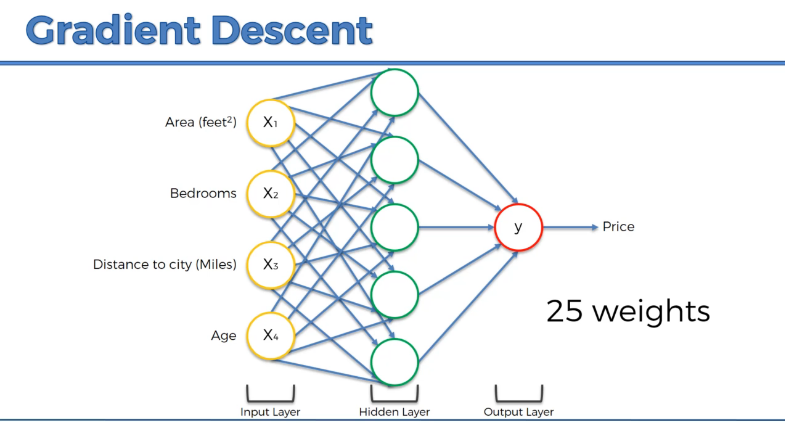 Gradient Descent
Area (feet²)
X₁
Bedrooms
X₂
Distance to city (Miles)
X₃
Age
X₄
y
Price
25 weights
Input Layer
Hidden Layer
Output Layer